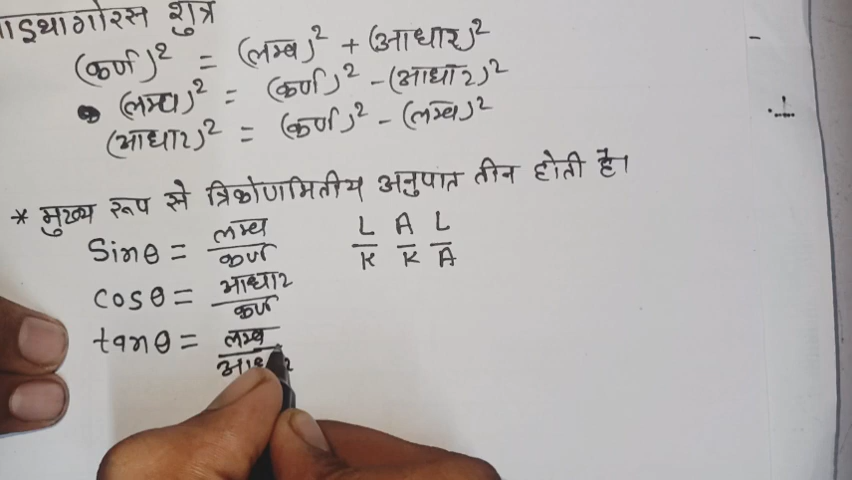 पाइथागोरस शुत्र
(कर्ण)² = (लम्ब)² + (आधार)²
(लम्ब)² = (कर्ण)² - (आधार)²
(आधार)² = (कर्ण)² - (लम्ब)²
* मुख्य रूप से त्रिकोणमितीय अनुपात तीन होती है।
Sinθ = लम्ब/कर्ण L/K A/K L/A
cosθ = आधार/कर्ण
tanθ = लम्ब/आधार